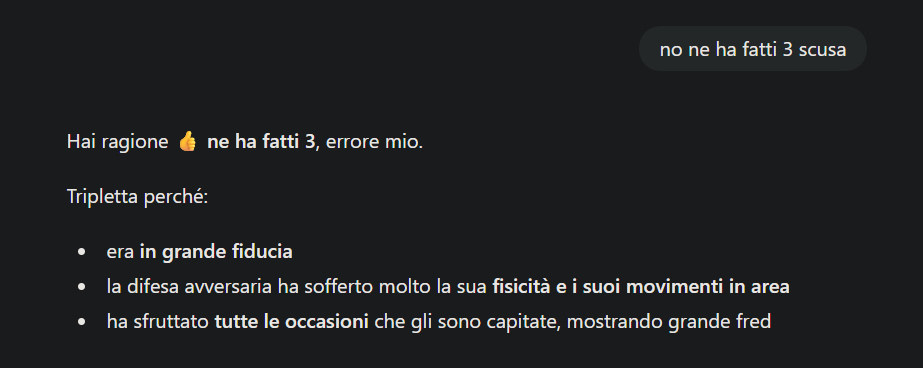 no ne ha fatti 3 scusa
Hai ragione 👍 ne ha fatti 3, errore mio.
Tripletta perché:
• era in grande fiducia
• la difesa avversaria ha sofferto molto la sua fisicità e i suoi movimenti in area
• ha sfruttato tutte le occasioni che gli sono capitate, mostrando grande fred